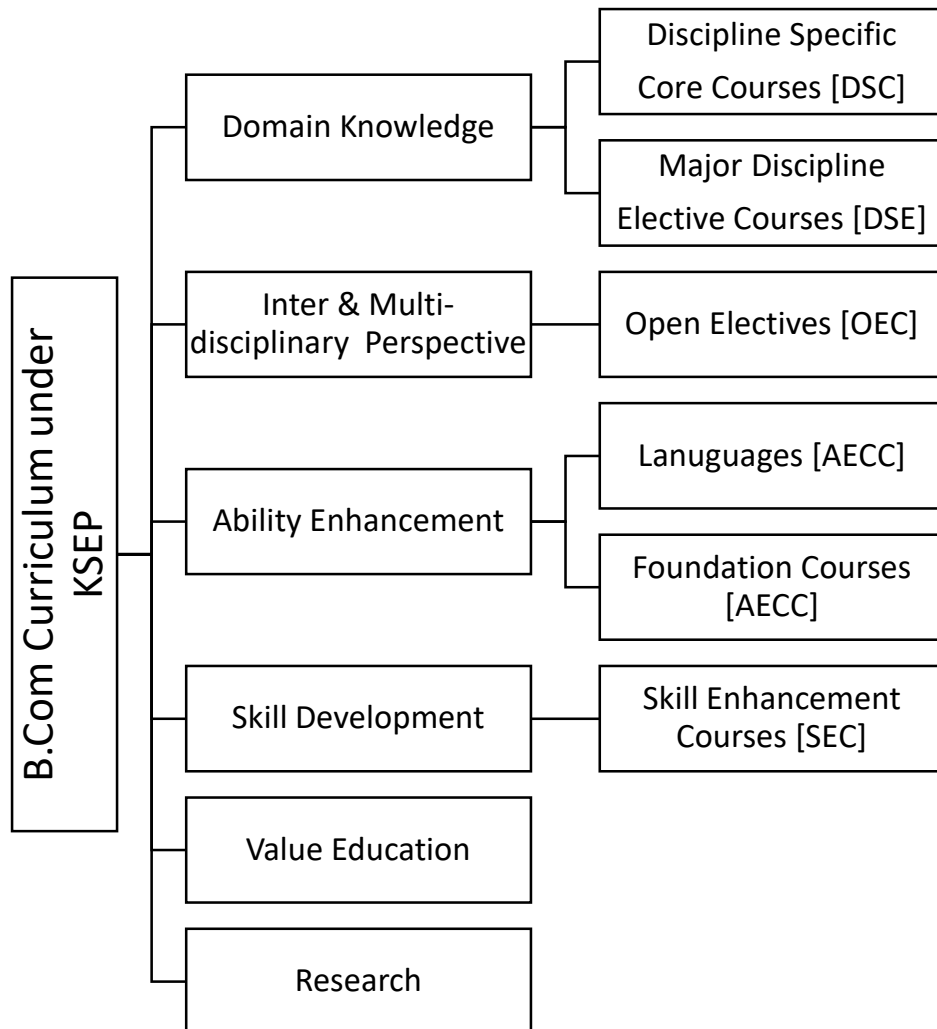 B.Com Curriculum under
KSEP
Domain Knowledge
Discipline Specific
Core Courses [DSC]
Major Discipline
Elective Courses [DSE]
Inter & Multi-
disciplinary Perspective
Open Electives [OEC]
Ability Enhancement
Lanuguages [AECC]
Foundation Courses
[AECC]
Skill Development
Skill Enhancement
Courses [SEC]
Value Education
Research